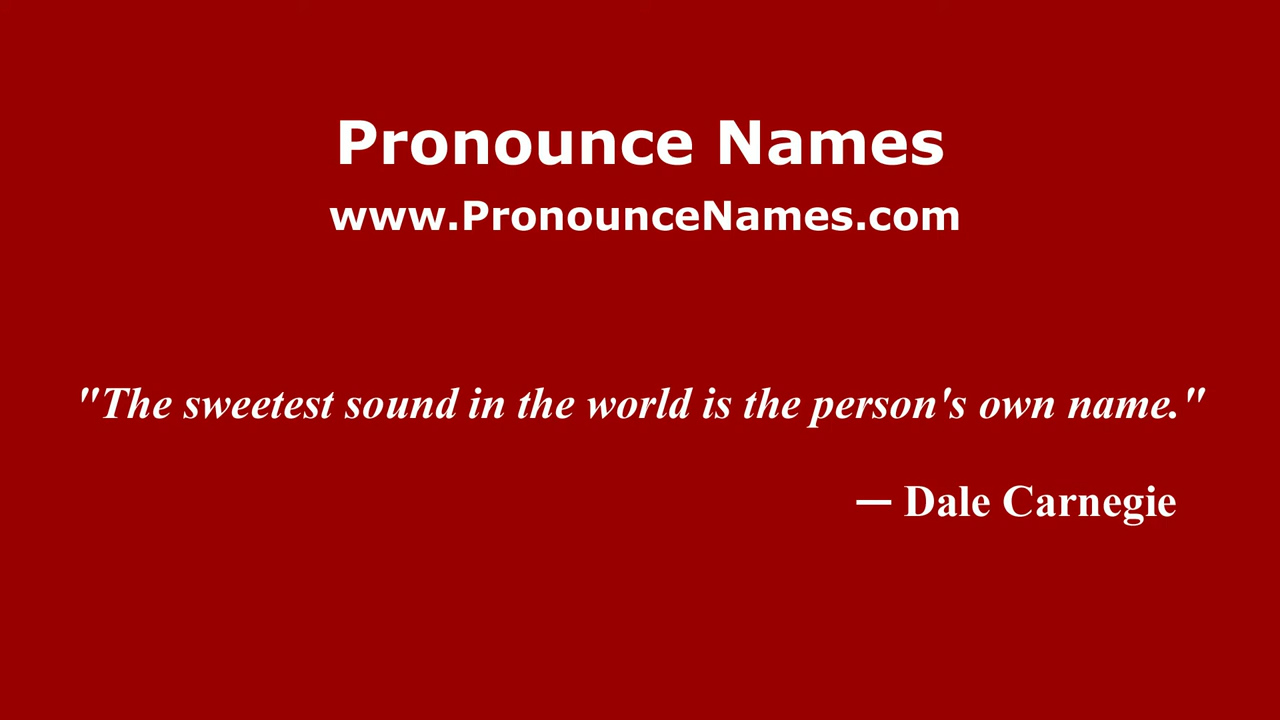 Pronounce Names
www.PronounceNames.com
"The sweetest sound in the world is the person's own name."
— Dale Carnegie